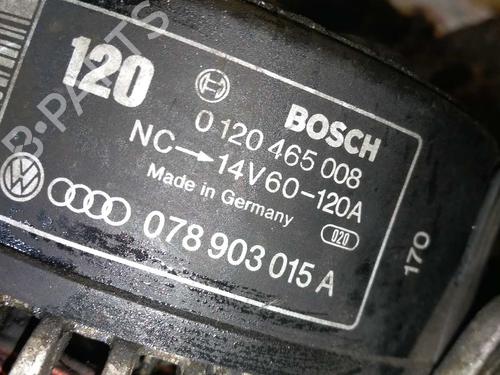 120
BOSCH
0 120 465 008
NC→14V60-120A
Made in Germany
020
078 903 015 A
170
B-PARTS